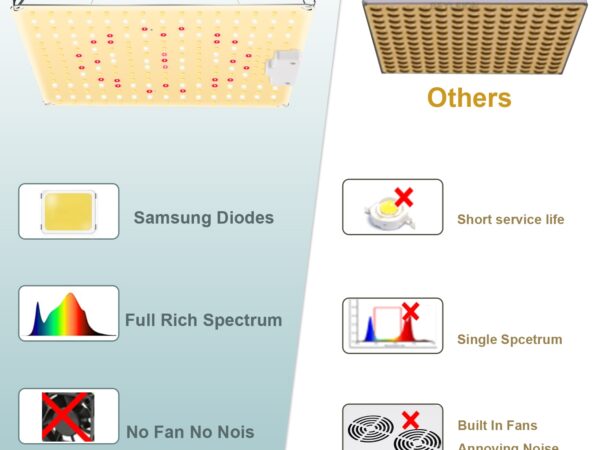 Others
Samsung Diodes
Short service life
Full Rich Spectrum
Single Spcetrum
No Fan No Nois
Built In Fans
Annoying Noise